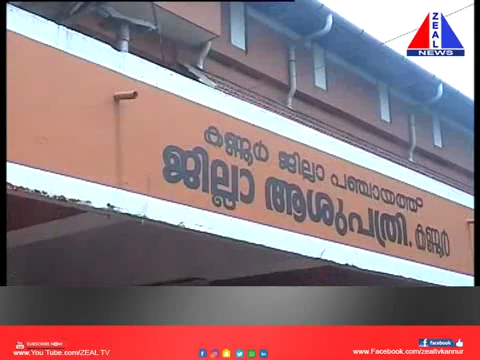 ZEAL
NEWS
കണ്ണൂർ ജില്ലാ പഞ്ചായത്ത്
ജില്ലാ ആശുപത്രി. കണ്ണൂർ
SUBSCRIBE NOW
www.You Tube.com/ZEAL TV
facebook
www.Facebook.com/zealtvkannur